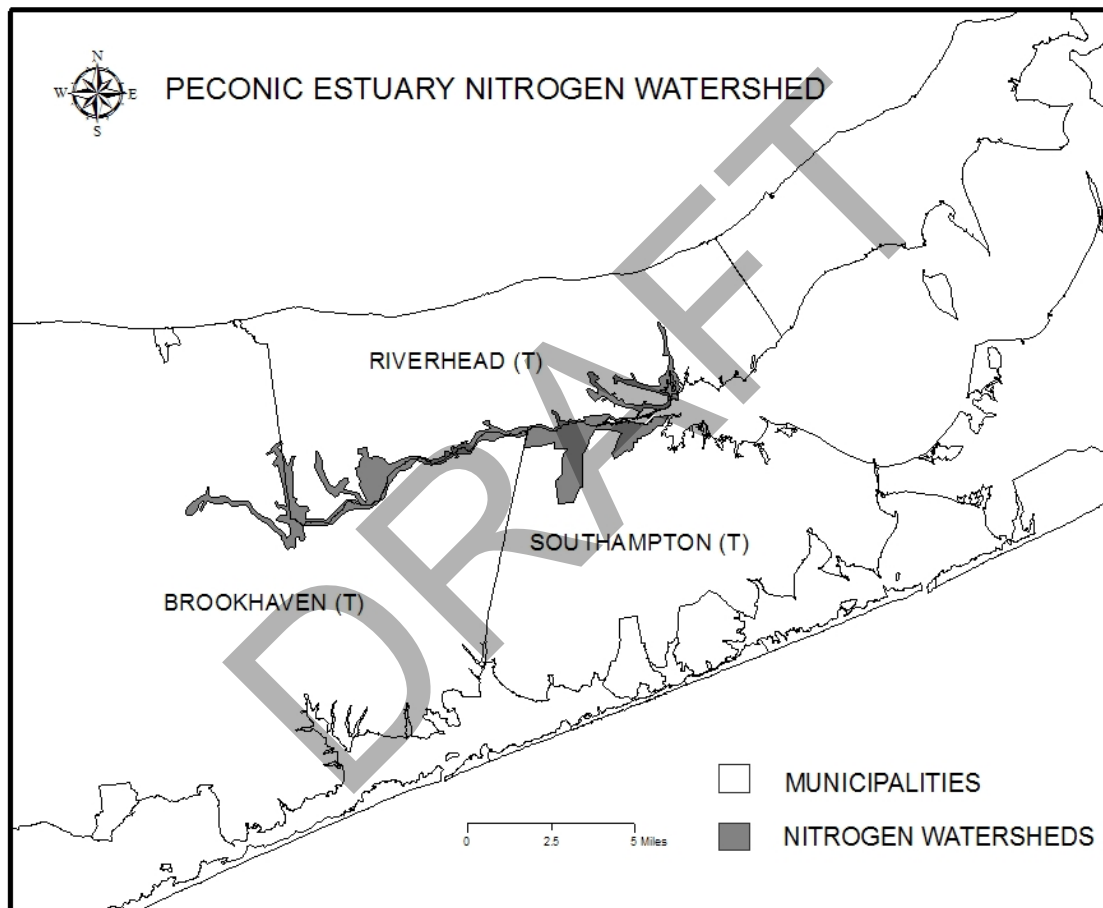 N
W E
S
PECONIC ESTUARY NITROGEN WATERSHED
RIVERHEAD (T)
SOUTHAMPTON (T)
BROOKHAVEN (T)
DRAFT
MUNICIPALITIES
NITROGEN WATERSHEDS
0 2.5 5 Miles